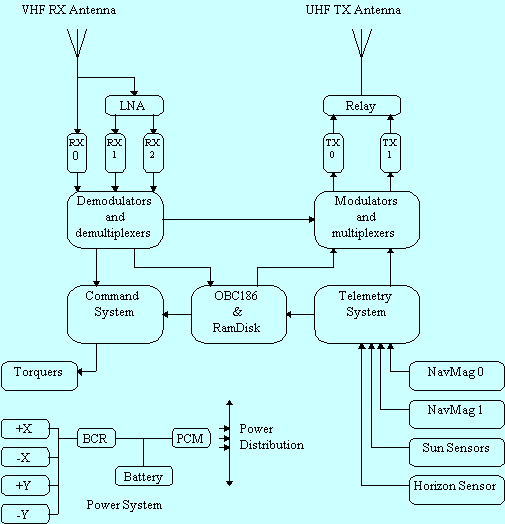 VHF RX Antenna
UHF TX Antenna
LNA
Relay
RX
0
RX
1
RX
2
TX
0
TX
1
Demodulators
and
demultiplexers
Modulators
and
multiplexers
Command
System
OBC186
&
RamDisk
Telemetry
System
Torquers
NavMag 0
NavMag 1
Sun Sensors
Horizon Sensor
+X
-X
+Y
-Y
BCR
PCM
Battery
Power
Distribution
Power System